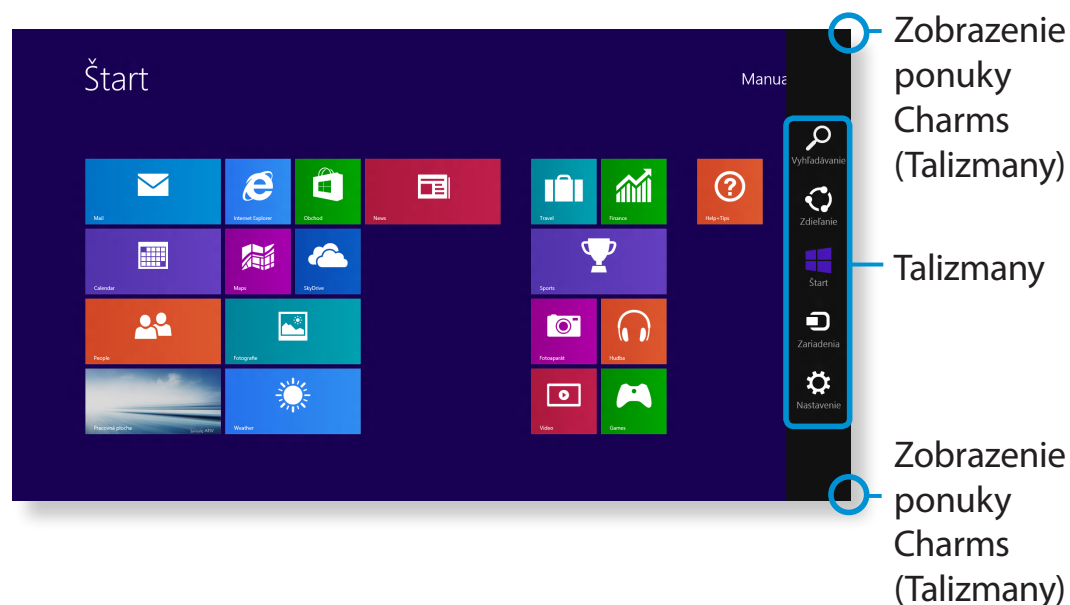 Štart
Manua
Mail
Internet Explorer
Obchod
News
Travel
Finance
Help+Tips
Calendar
Maps
SkyDrive
Sports
People
Fotografie
Fotoaparát
Hudba
Pracovná plocha
Weather
Video
Games
Vyhľadávanie
Zdieľanie
Štart
Zariadenia
Nastavenie
Zobrazenie
ponuky
Charms
(Talizmany)
Talizmany
Zobrazenie
ponuky
Charms
(Talizmany)